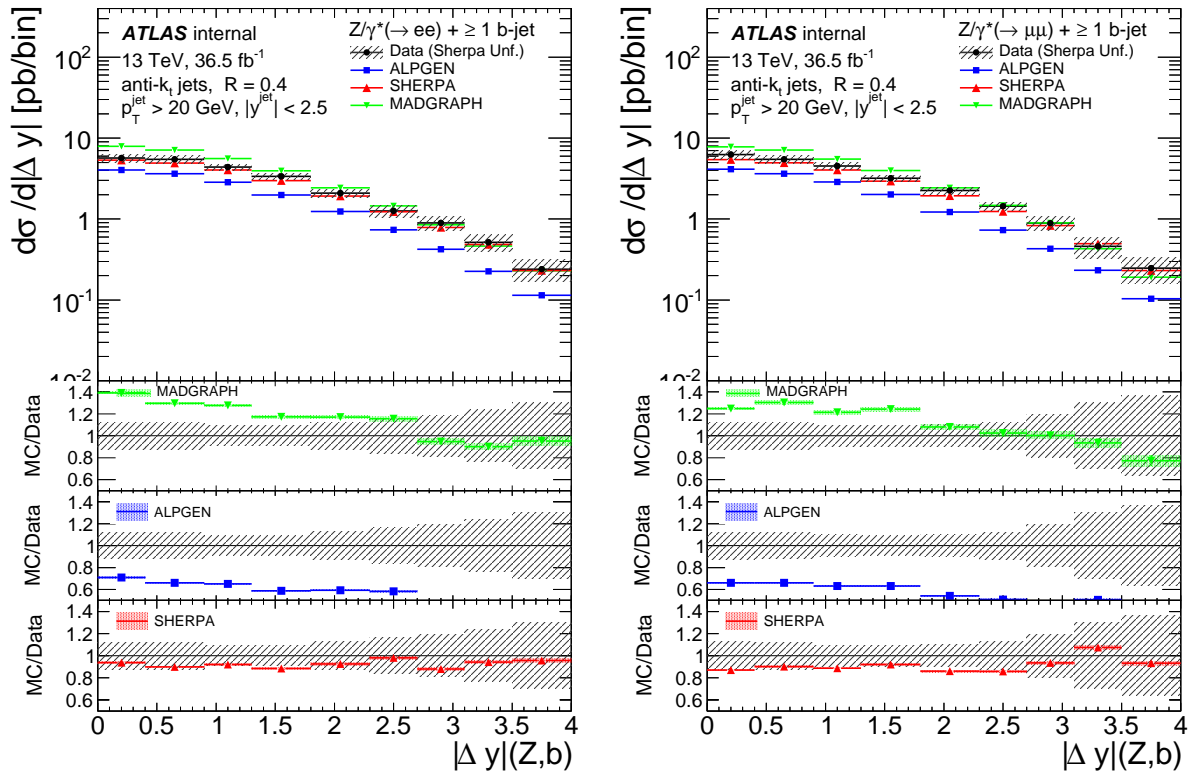 dσ /d|Δ y| [pb/bin]
10²
10
1
10⁻¹
10⁻²
ATLAS internal
13 TeV, 36.5 fb⁻¹
anti-kₜ jets, R = 0.4
p_T^jet > 20 GeV, |y^jet| < 2.5
Z/γ*(→ ee) + ≥ 1 b-jet
Data (Sherpa Unf.)
ALPGEN
SHERPA
MADGRAPH
MC/Data
1.4
1.2
1
0.8
0.6
MADGRAPH
MC/Data
1.4
1.2
1
0.8
0.6
ALPGEN
MC/Data
1.4
1.2
1
0.8
0.6
SHERPA
0 0.5 1 1.5 2 2.5 3 3.5 4
|Δ y|(Z,b)
dσ /d|Δ y| [pb/bin]
10²
10
1
10⁻¹
10⁻²
ATLAS internal
13 TeV, 36.5 fb⁻¹
anti-kₜ jets, R = 0.4
p_T^jet > 20 GeV, |y^jet| < 2.5
Z/γ*(→ μμ) + ≥ 1 b-jet
Data (Sherpa Unf.)
ALPGEN
SHERPA
MADGRAPH
MC/Data
1.4
1.2
1
0.8
0.6
MADGRAPH
MC/Data
1.4
1.2
1
0.8
0.6
ALPGEN
MC/Data
1.4
1.2
1
0.8
0.6
SHERPA
0 0.5 1 1.5 2 2.5 3 3.5 4
|Δ y|(Z,b)